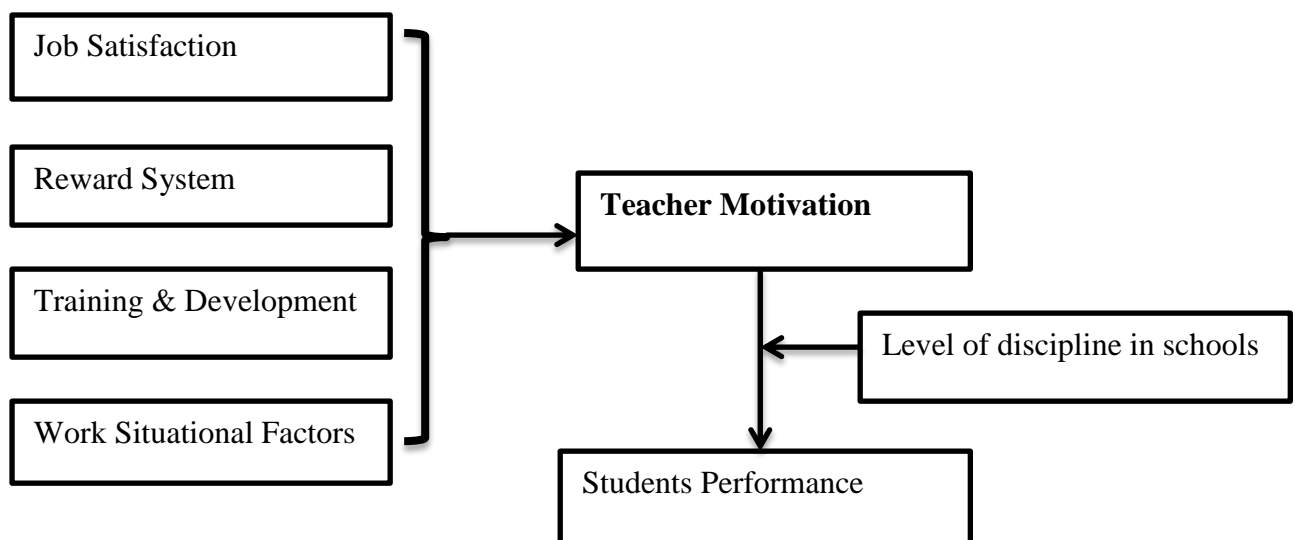 Job Satisfaction
Reward System
Training & Development
Work Situational Factors
Teacher Motivation
Level of discipline in schools
Students Performance